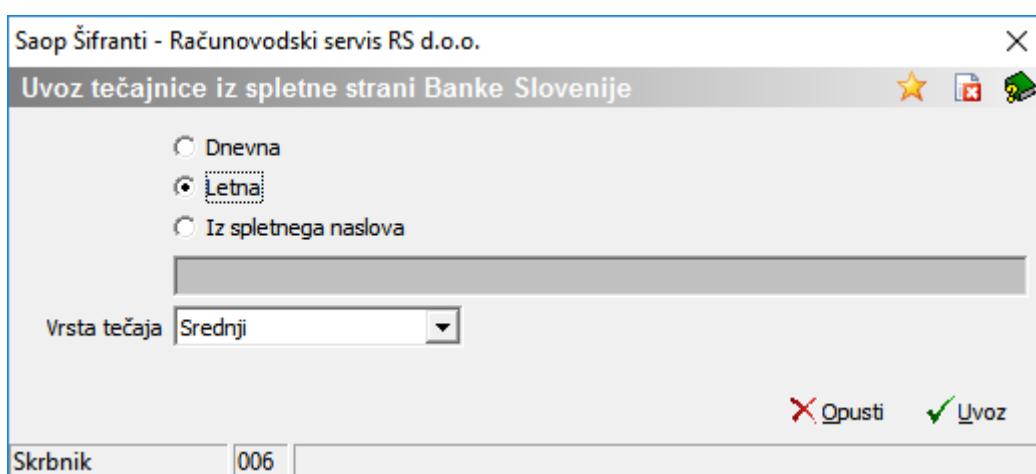 Saop Šifranti - Računovodski servis RS d.o.o.
Uvoz tečajnice iz spletne strani Banke Slovenije
Dnevna
Letna
Iz spletnega naslova
Vrsta tečaja Srednji
Opusti Uvoz
Skrbnik 006